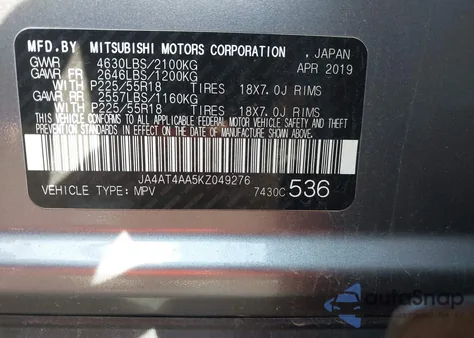 MFD.BY MITSUBISHI MOTORS CORPORATION , JAPAN
GVWR 4630LBS/2100KG APR 2019
GAWR FR 2646LBS/1200KG
WITH P225/55R18 TIRES 18X7.0J RIMS
GAWR RR 2557LBS/1160KG
WITH P225/55R18 TIRES 18X7.0J RIMS
THIS VEHICLE CONFORMS TO ALL APPLICABLE FEDERAL MOTOR VEHICLE SAFETY AND THEFT
PREVENTION STANDARDS IN EFFECT ON THE DATE OF MANUFACTURE SHOWN ABOVE.
JA4AT4AA5KZ049276
VEHICLE TYPE: MPV 7430C 536
AutoSnap